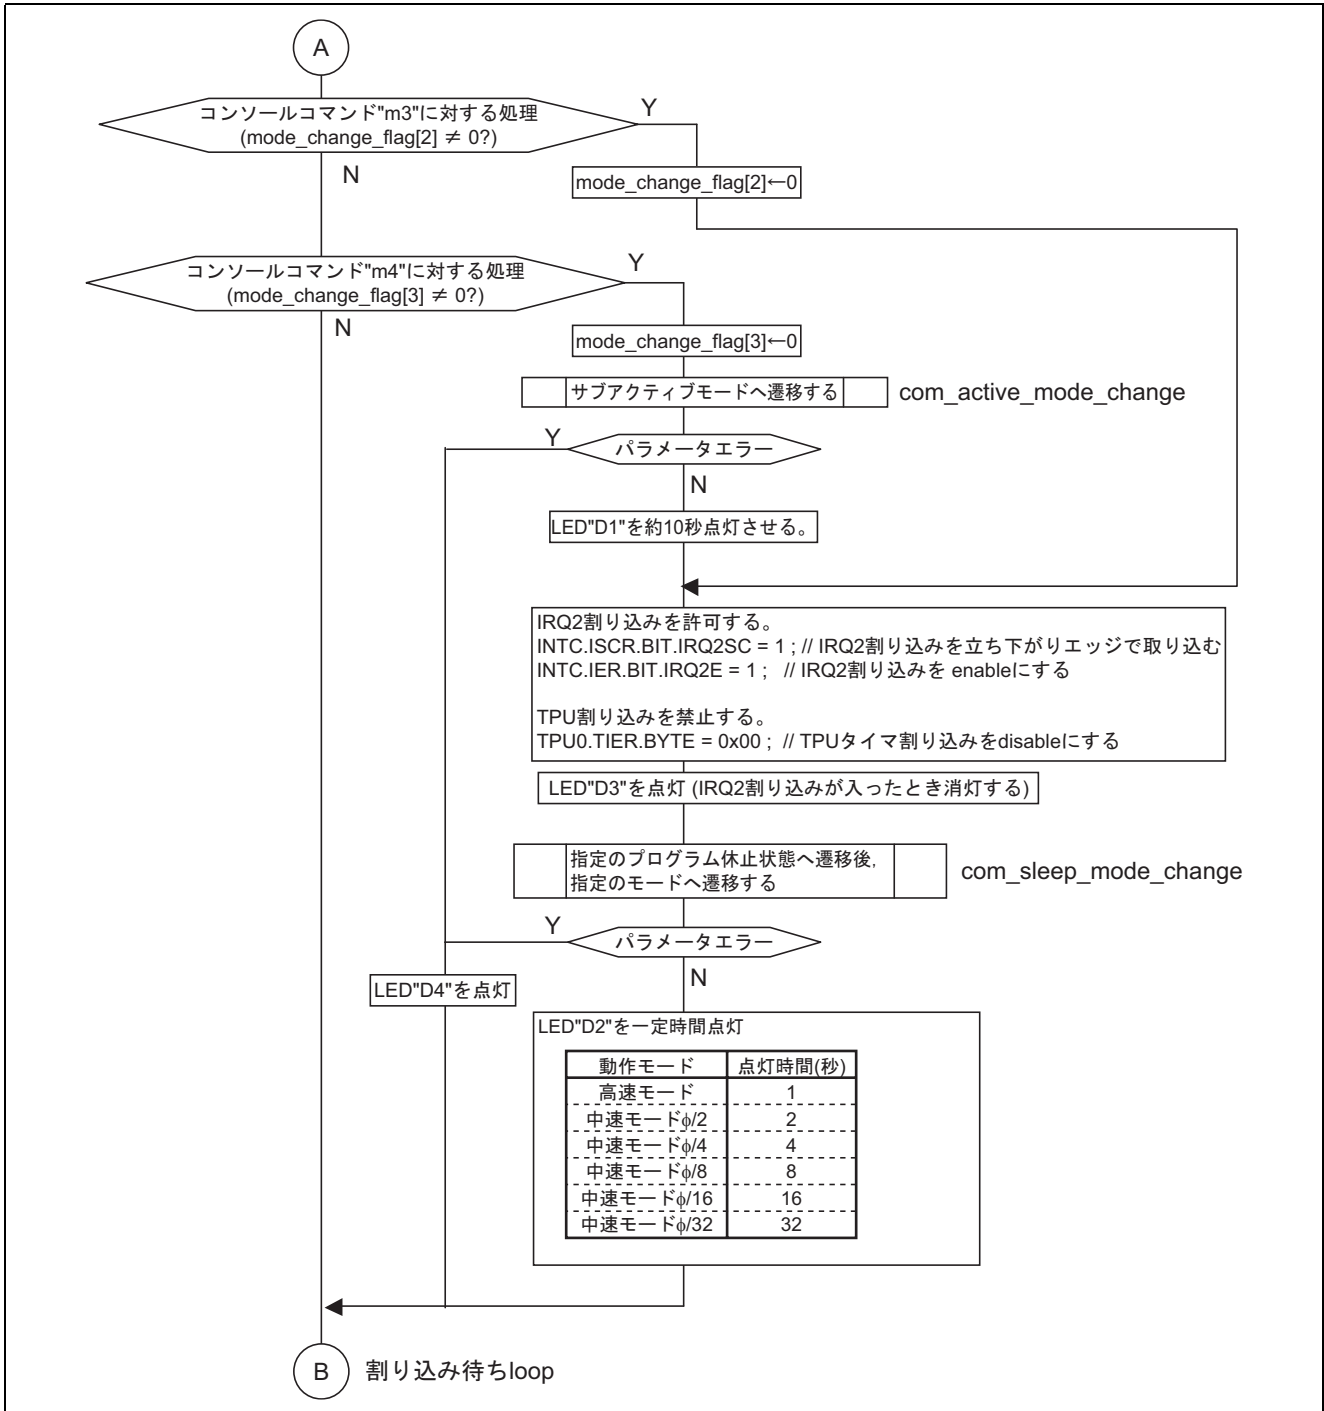 A
コンソールコマンド"m3"に対する処理
(mode_change_flag[2] ≠ 0?)
Y
N
mode_change_flag[2]←0
コンソールコマンド"m4"に対する処理
(mode_change_flag[3] ≠ 0?)
Y
N
mode_change_flag[3]←0
サブアクティブモードへ遷移する
com_active_mode_change
Y
パラメータエラー
N
LED"D1"を約10秒点灯させる。
IRQ2割り込みを許可する。
INTC.ISCR.BIT.IRQ2SC = 1 ; // IRQ2割り込みを立ち下がりエッジで取り込む
INTC.IER.BIT.IRQ2E = 1 ; // IRQ2割り込みを enableにする
TPU割り込みを禁止する。
TPU0.TIER.BYTE = 0x00 ; // TPUタイマ割り込みをdisableにする
LED"D3"を点灯 (IRQ2割り込みが入ったとき消灯する)
指定のプログラム休止状態へ遷移後,
指定のモードへ遷移する
com_sleep_mode_change
Y
パラメータエラー
N
LED"D4"を点灯
LED"D2"を一定時間点灯
動作モード 点灯時間(秒)
高速モード 1
中速モードφ/2 2
中速モードφ/4 4
中速モードφ/8 8
中速モードφ/16 16
中速モードφ/32 32
B 割り込み待ちloop